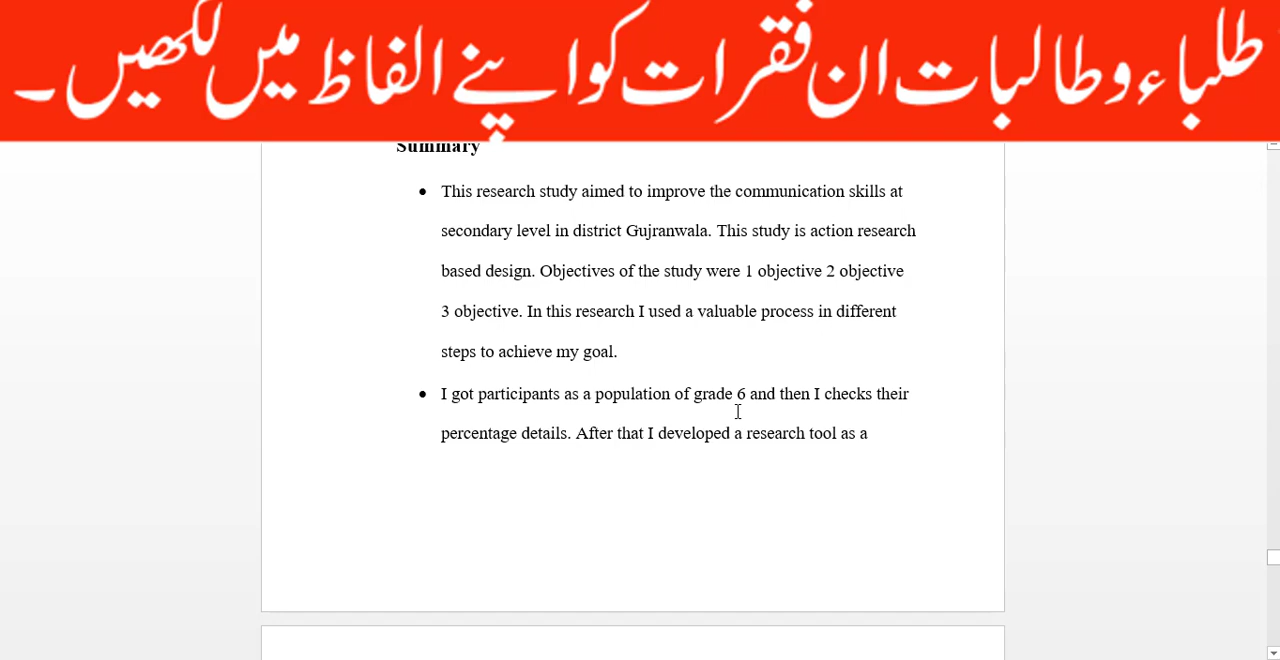 طلباء وطالبات ان فقرات کو اپنے الفاظ میں لکھیں۔
Summary
• This research study aimed to improve the communication skills at
secondary level in district Gujranwala. This study is action research
based design. Objectives of the study were 1 objective 2 objective
3 objective. In this research I used a valuable process in different
steps to achieve my goal.
• I got participants as a population of grade 6 and then I checks their
percentage details. After that I developed a research tool as a